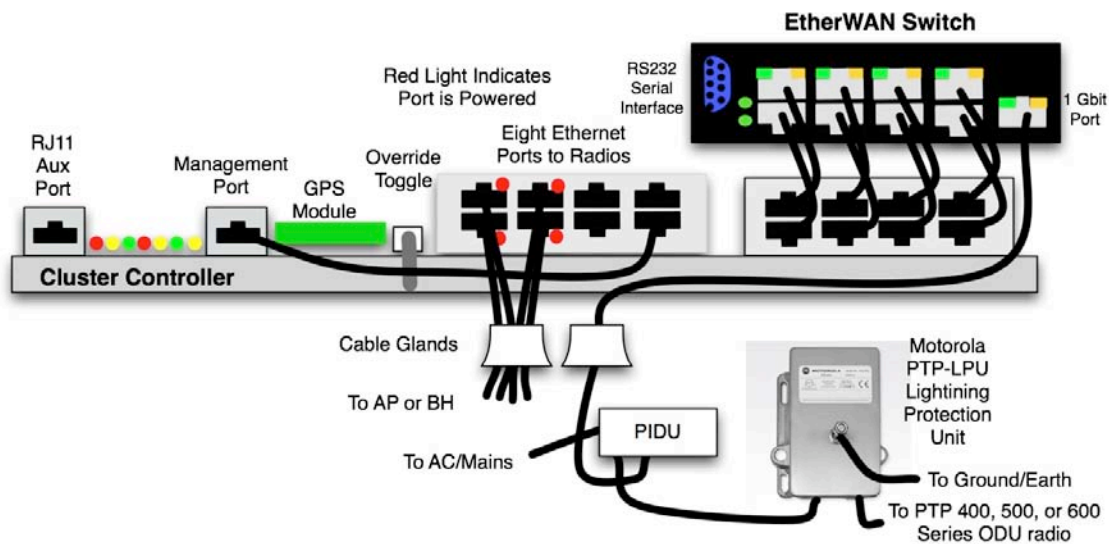 EtherWAN Switch
RS232
Serial
Interface
1 Gbit
Port
Red Light Indicates
Port is Powered
Eight Ethernet
Ports to Radios
RJ11
Aux
Port
Management
Port
GPS
Module
Override
Toggle
Cluster Controller
Cable Glands
To AP or BH
To AC/Mains
PIDU
Motorola
PTP-LPU
Lightining
Protection
Unit
MOTOROLA
To Ground/Earth
To PTP 400, 500, or 600
Series ODU radio